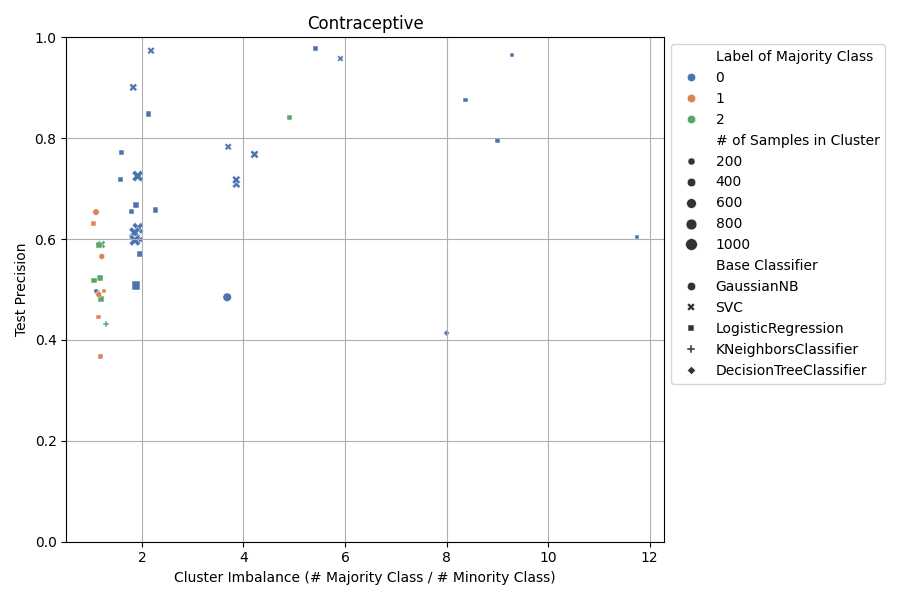 Contraceptive
1.0
0.8
0.6
0.4
0.2
0.0
Test Precision
2
4
6
8
10
12
Cluster Imbalance (# Majority Class / # Minority Class)
Label of Majority Class
0
1
2
# of Samples in Cluster
200
400
600
800
1000
Base Classifier
GaussianNB
SVC
LogisticRegression
KNeighborsClassifier
DecisionTreeClassifier